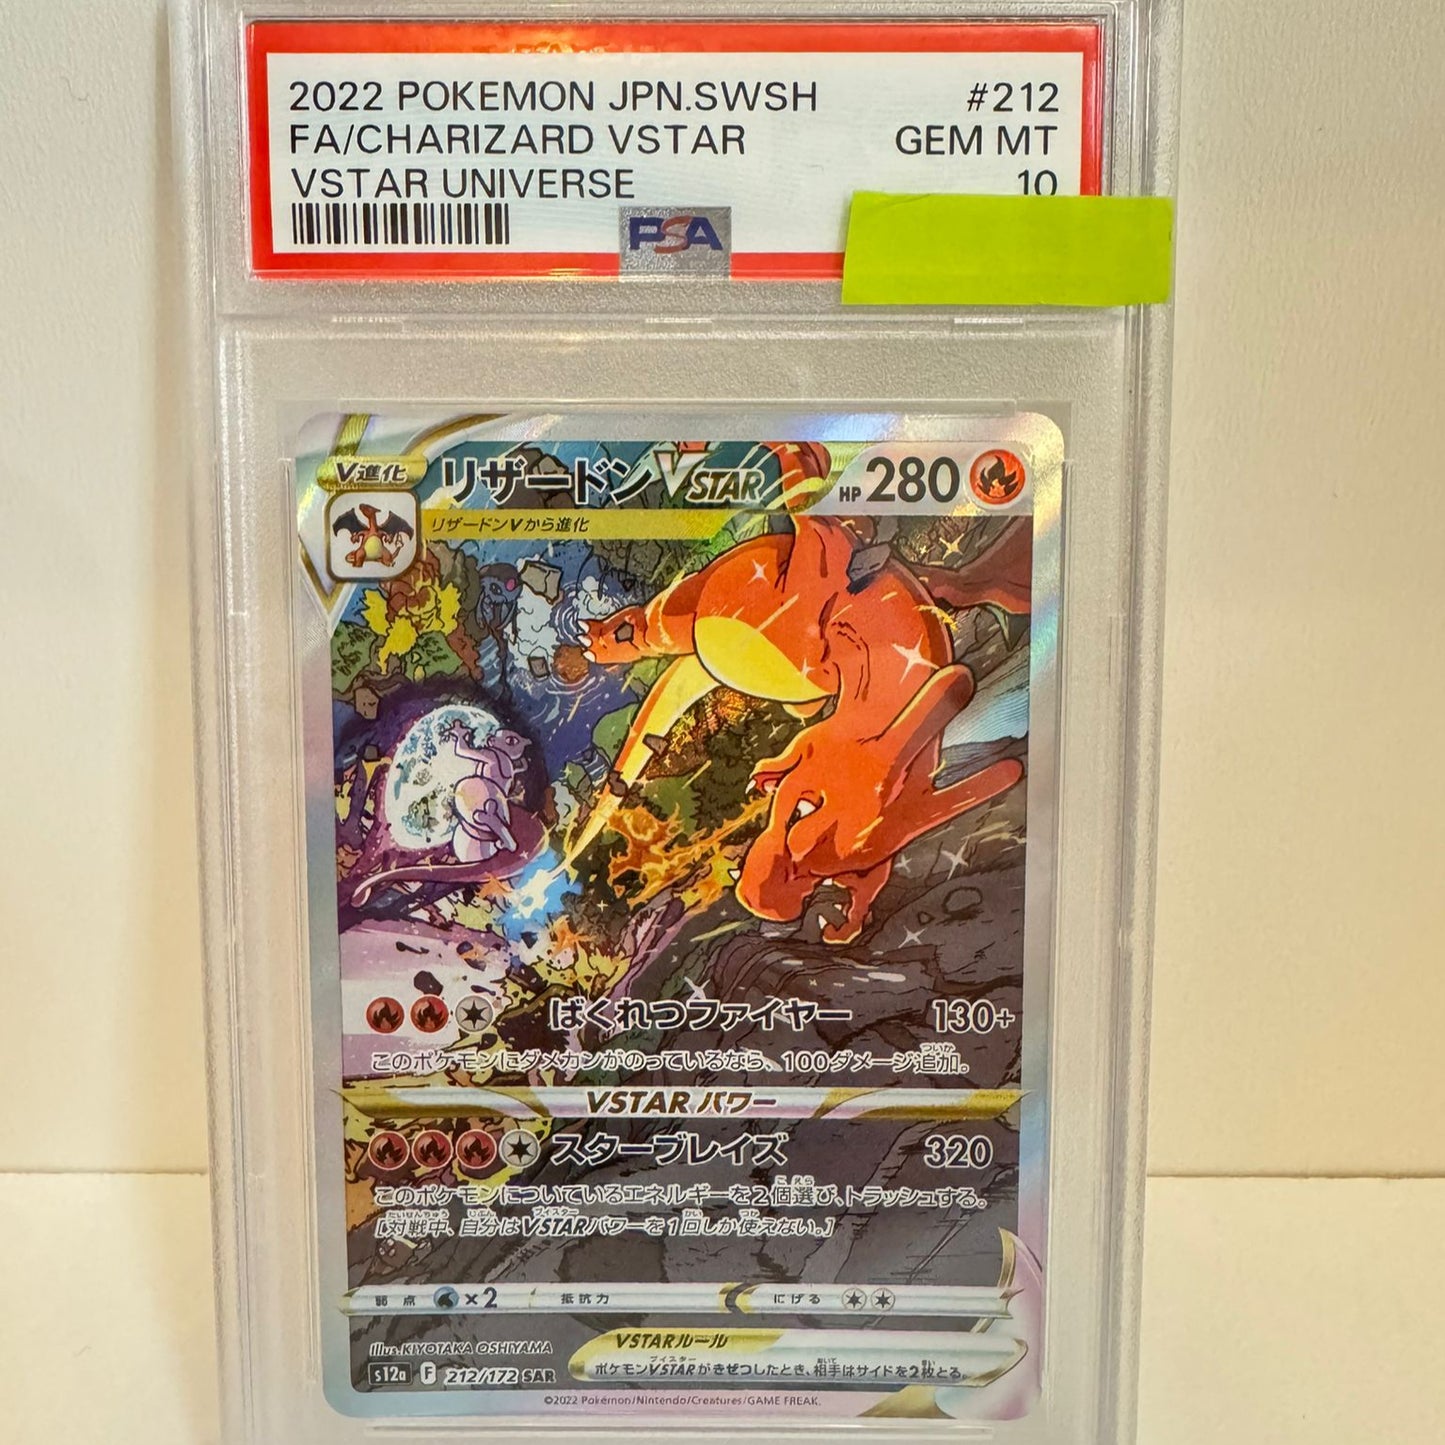 2022 POKEMON JPN.SWSH #212
FA/CHARIZARD VSTAR GEM MT
VSTAR UNIVERSE 10
PSA
V進化 リザードンVSTAR HP 280
リザードンVから進化
ばくれつファイヤー 130+
このポケモンにダメカンがのっているなら、100ダメージ追加。
VSTARパワー
スターブレイズ 320
このポケモンについているエネルギーを2個選び、トラッシュする。
[対戦中、自分はVSTARパワーを1回しか使えない。]
弱点 ×2 抵抗力 にげる
Illus. KIYOTAKA OSHIYAMA
VSTARルール
ポケモンVSTARがきぜつしたとき、相手はサイドを2枚とる。
s12a F 212/172 SAR
©2022 Pokémon/Nintendo/Creatures/GAME FREAK.